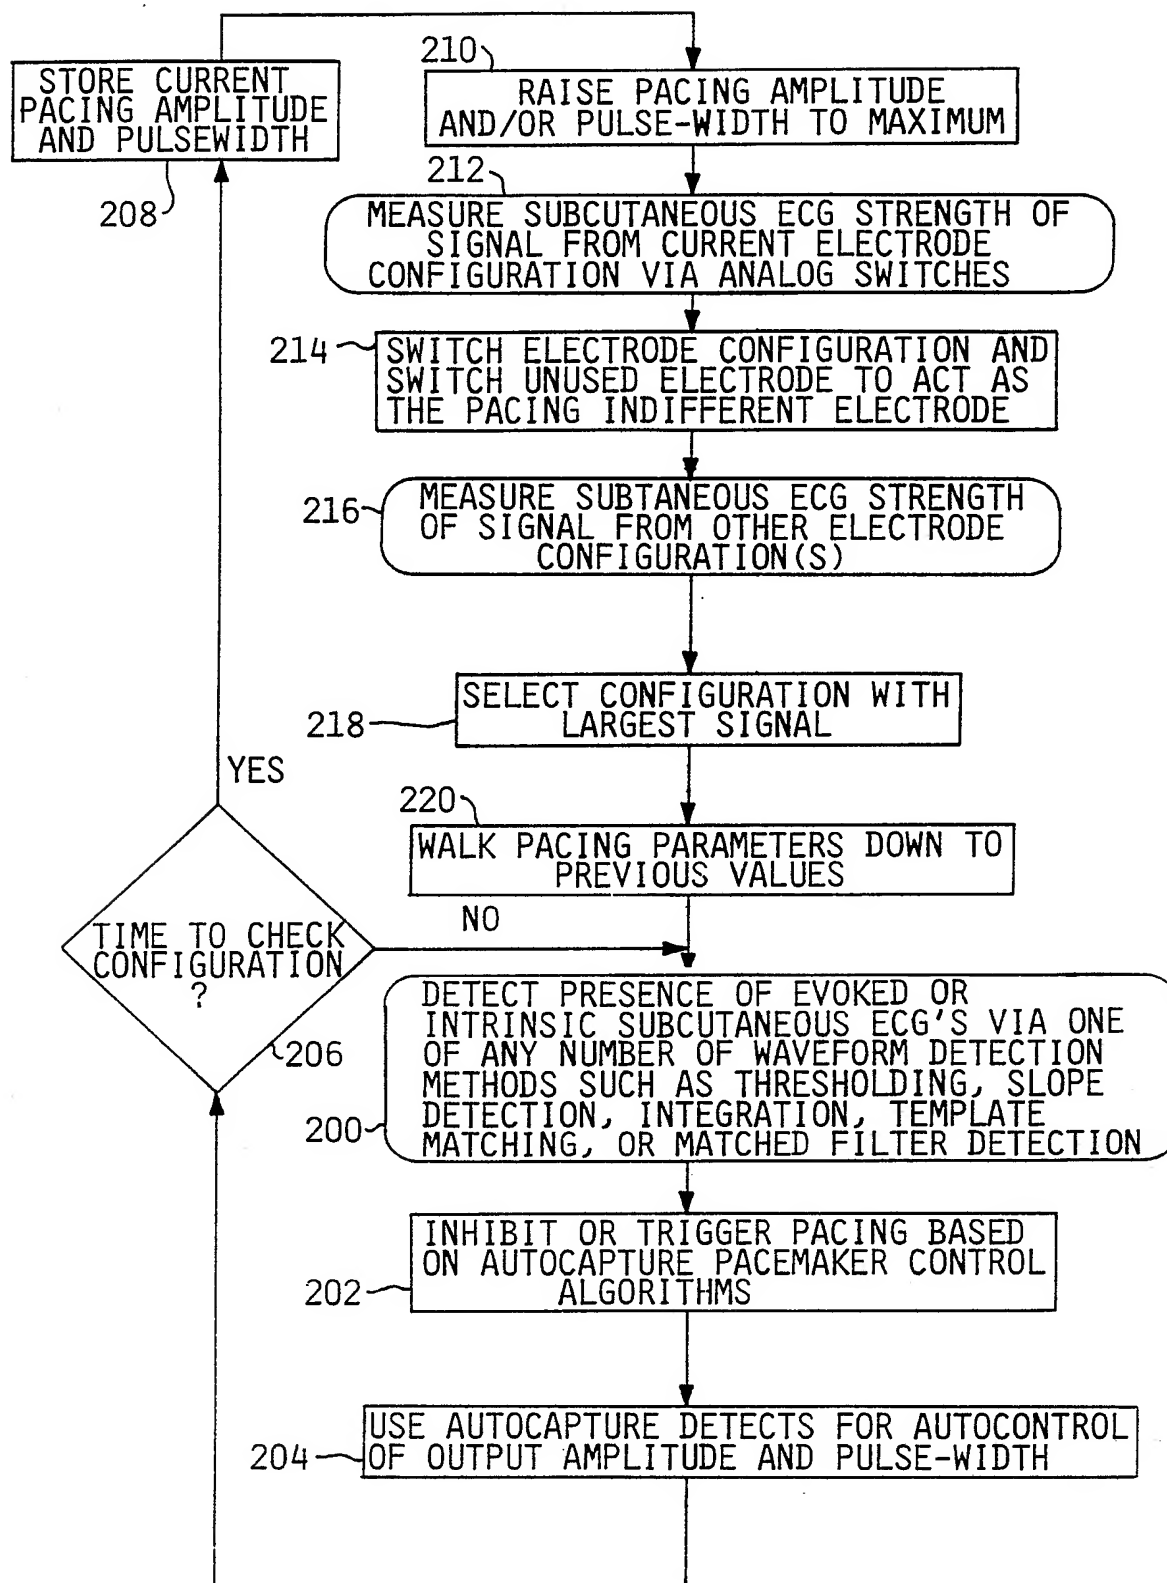 210
STORE CURRENT
PACING AMPLITUDE
AND PULSEWIDTH
208
RAISE PACING AMPLITUDE
AND/OR PULSE-WIDTH TO MAXIMUM
212
MEASURE SUBCUTANEOUS ECG STRENGTH OF
SIGNAL FROM CURRENT ELECTRODE
CONFIGURATION VIA ANALOG SWITCHES
214
SWITCH ELECTRODE CONFIGURATION AND
SWITCH UNUSED ELECTRODE TO ACT AS
THE PACING INDIFFERENT ELECTRODE
216
MEASURE SUBTANEOUS ECG STRENGTH
OF SIGNAL FROM OTHER ELECTRODE
CONFIGURATION(S)
218
SELECT CONFIGURATION WITH
LARGEST SIGNAL
YES
220
WALK PACING PARAMETERS DOWN TO
PREVIOUS VALUES
NO
TIME TO CHECK
CONFIGURATION
?
206
200
DETECT PRESENCE OF EVOKED OR
INTRINSIC SUBCUTANEOUS ECG'S VIA ONE
OF ANY NUMBER OF WAVEFORM DETECTION
METHODS SUCH AS THRESHOLDING, SLOPE
DETECTION, INTEGRATION, TEMPLATE
MATCHING, OR MATCHED FILTER DETECTION
202
INHIBIT OR TRIGGER PACING BASED
ON AUTOCAPTURE PACEMAKER CONTROL
ALGORITHMS
204
USE AUTOCAPTURE DETECTS FOR AUTOCONTROL
OF OUTPUT AMPLITUDE AND PULSE-WIDTH